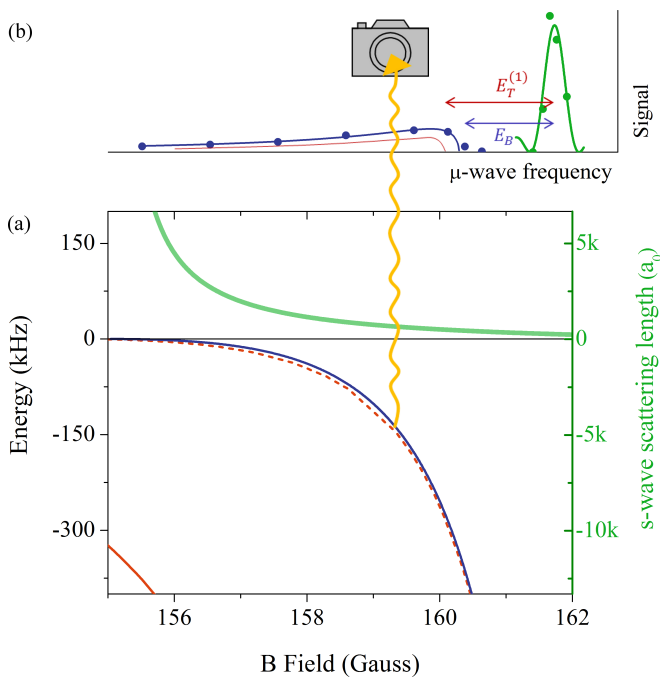 (b)
E_T^(1)
E_B
Signal
μ-wave frequency
(a)
150
0
-150
-300
Energy (kHz)
5k
0
-5k
-10k
s-wave scattering length (a₀)
156
158
160
162
B Field (Gauss)